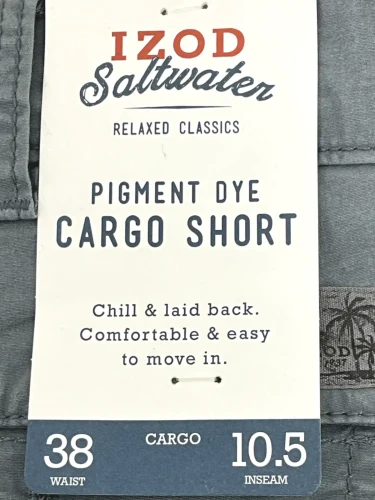 IZOD
Saltwater
RELAXED CLASSICS
PIGMENT DYE
CARGO SHORT
Chill & laid back.
Comfortable & easy
to move in.
38 CARGO 10.5
WAIST INSEAM